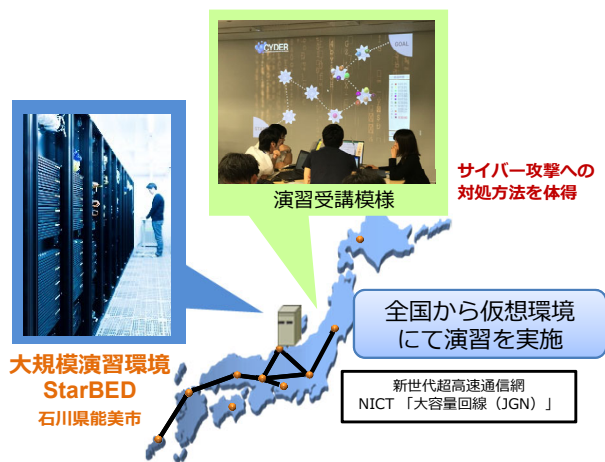 CYDER
GOAL
演習受講模様
サイバー攻撃への
対処方法を体得
全国から仮想環境
にて演習を実施
大規模演習環境
StarBED
石川県能美市
新世代超高速通信網
NICT 「大容量回線（JGN）」